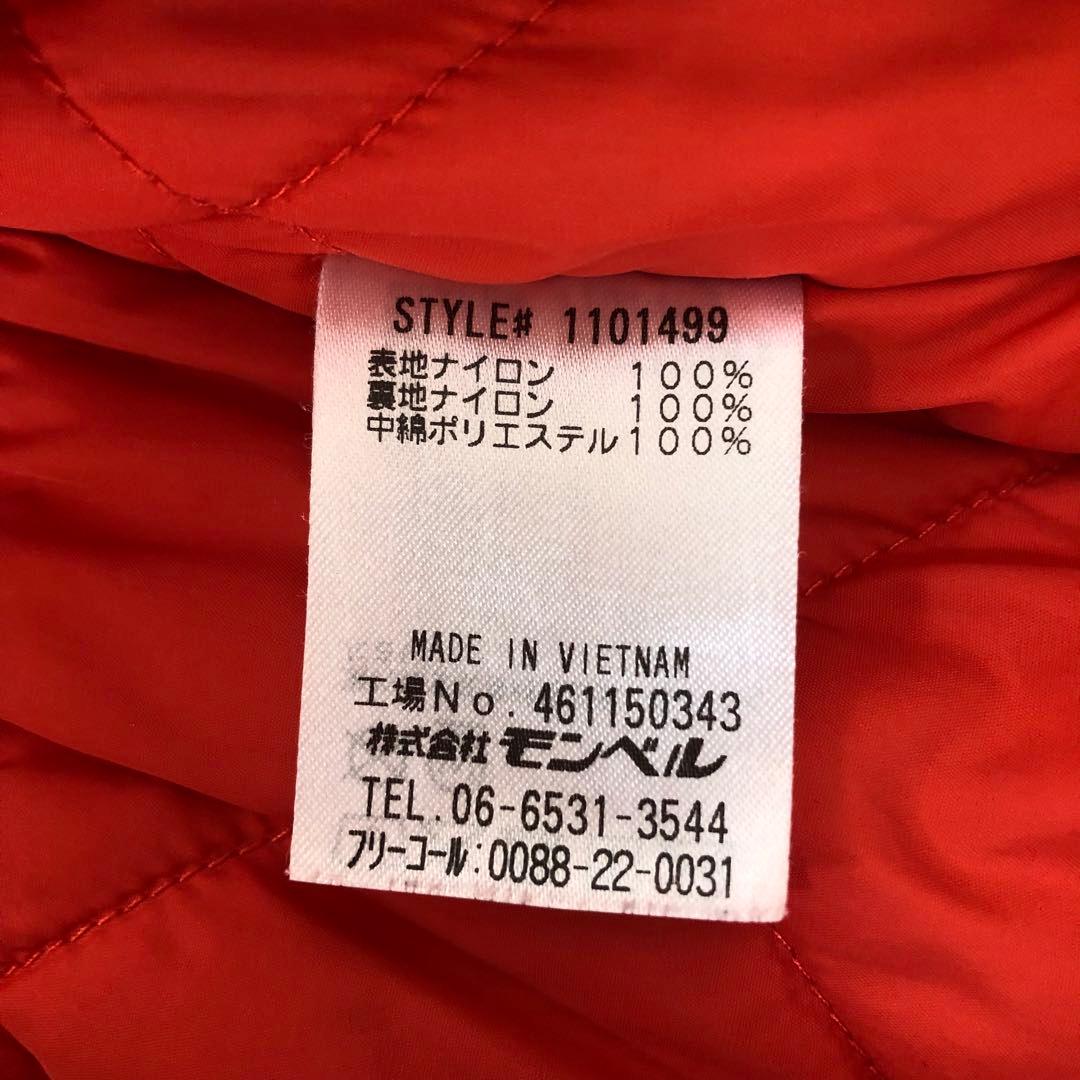 STYLE# 1101499
表地ナイロン 100%
裏地ナイロン 100%
中綿ポリエステル100%
MADE IN VIETNAM
工場No. 461150343
株式会社モンベル
TEL. 06-6531-3544
フリーコール:0088-22-0031